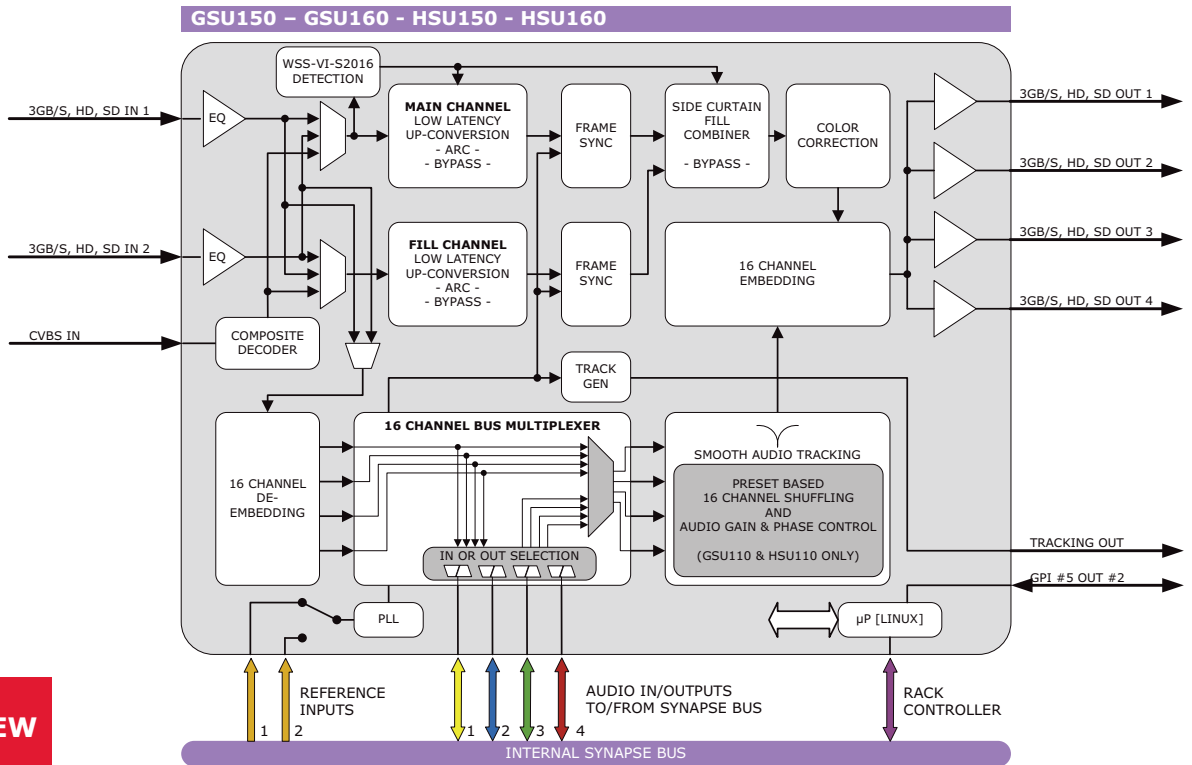 GSU150 – GSU160 - HSU150 - HSU160
WSS-VI-S2016
DETECTION
3GB/S, HD, SD IN 1
EQ
MAIN CHANNEL
LOW LATENCY
UP-CONVERSION
- ARC -
- BYPASS -
FRAME
SYNC
SIDE CURTAIN
FILL
COMBINER
- BYPASS -
COLOR
CORRECTION
3GB/S, HD, SD OUT 1
3GB/S, HD, SD OUT 2
3GB/S, HD, SD IN 2
EQ
FILL CHANNEL
LOW LATENCY
UP-CONVERSION
- ARC -
- BYPASS -
FRAME
SYNC
16 CHANNEL
EMBEDDING
3GB/S, HD, SD OUT 3
3GB/S, HD, SD OUT 4
CVBS IN
COMPOSITE
DECODER
TRACK
GEN
16 CHANNEL
DE-
EMBEDDING
16 CHANNEL BUS MULTIPLEXER
IN OR OUT SELECTION
SMOOTH AUDIO TRACKING
PRESET BASED
16 CHANNEL SHUFFLING
AND
AUDIO GAIN & PHASE CONTROL
(GSU110 & HSU110 ONLY)
TRACKING OUT
GPI #5 OUT #2
PLL
µP [LINUX]
REFERENCE
INPUTS
1 2
AUDIO IN/OUTPUTS
TO/FROM SYNAPSE BUS
1 2 3 4
RACK
CONTROLLER
INTERNAL SYNAPSE BUS
EW